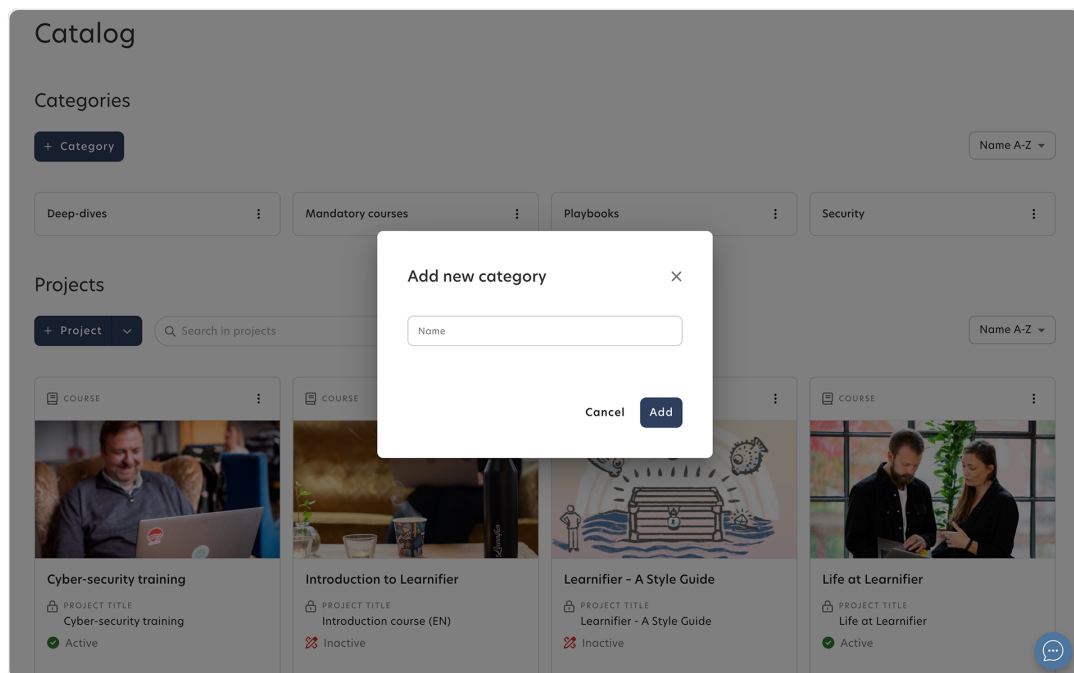 Catalog
Categories
+ Category
Name A-Z
Deep-dives
Mandatory courses
Playbooks
Security
Add new category
Name
Cancel
Add
Projects
+ Project
Search in projects
Name A-Z
COURSE
COURSE
COURSE
Learnifier
Cyber-security training
Introduction to Learnifier
Learnifier – A Style Guide
Life at Learnifier
PROJECT TITLE
PROJECT TITLE
PROJECT TITLE
PROJECT TITLE
Cyber-security training
Introduction course (EN)
Learnifier - A Style Guide
Life at Learnifier
Active
Inactive
Inactive
Active